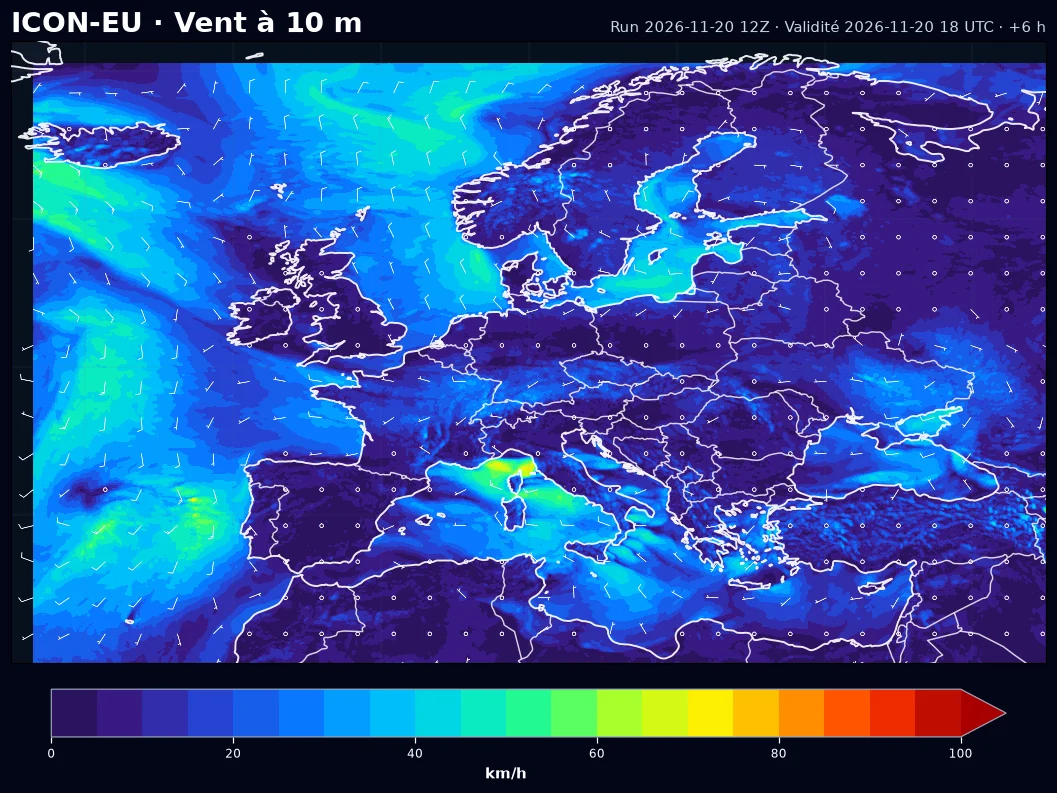 ICON-EU · Vent à 10 m
Run 2026-11-20 12Z · Validité 2026-11-20 18 UTC · +6 h
0 20 40 60 80 100
km/h